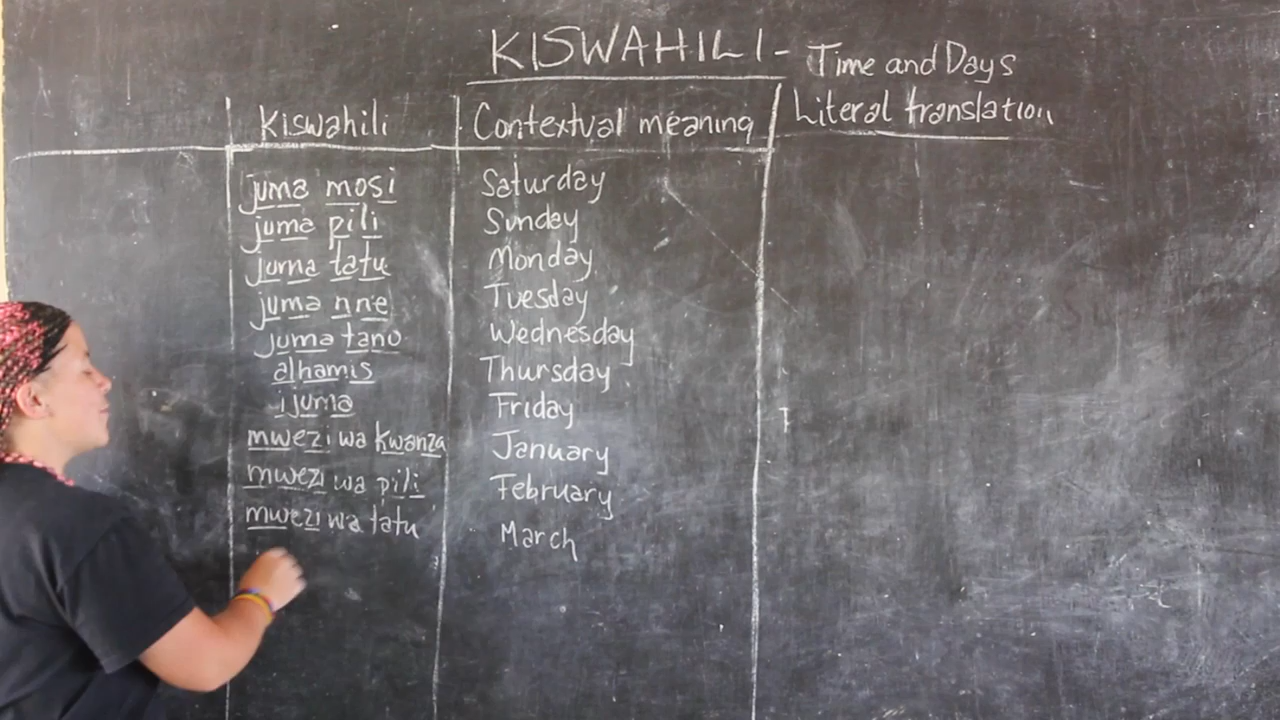 KISWAHILI - Time and Days
Kiswahili Contextual meaning Literal translation
juma mosi Saturday
juma pili Sunday
juma tatu Monday
juma nne Tuesday
juma tano Wednesday
alhamis Thursday
ijuma Friday
mwezi wa kwanza January
mwezi wa pili February
mwezi wa tatu March